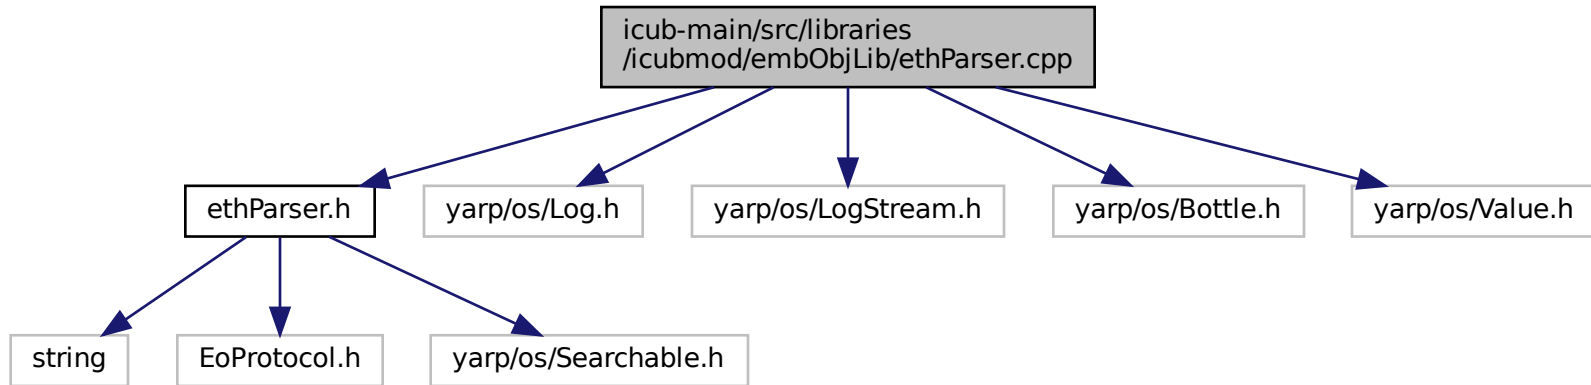 icub-main/src/libraries
/icubmod/embObjLib/ethParser.cpp
ethParser.h
yarp/os/Log.h
yarp/os/LogStream.h
yarp/os/Bottle.h
yarp/os/Value.h
string
EoProtocol.h
yarp/os/Searchable.h